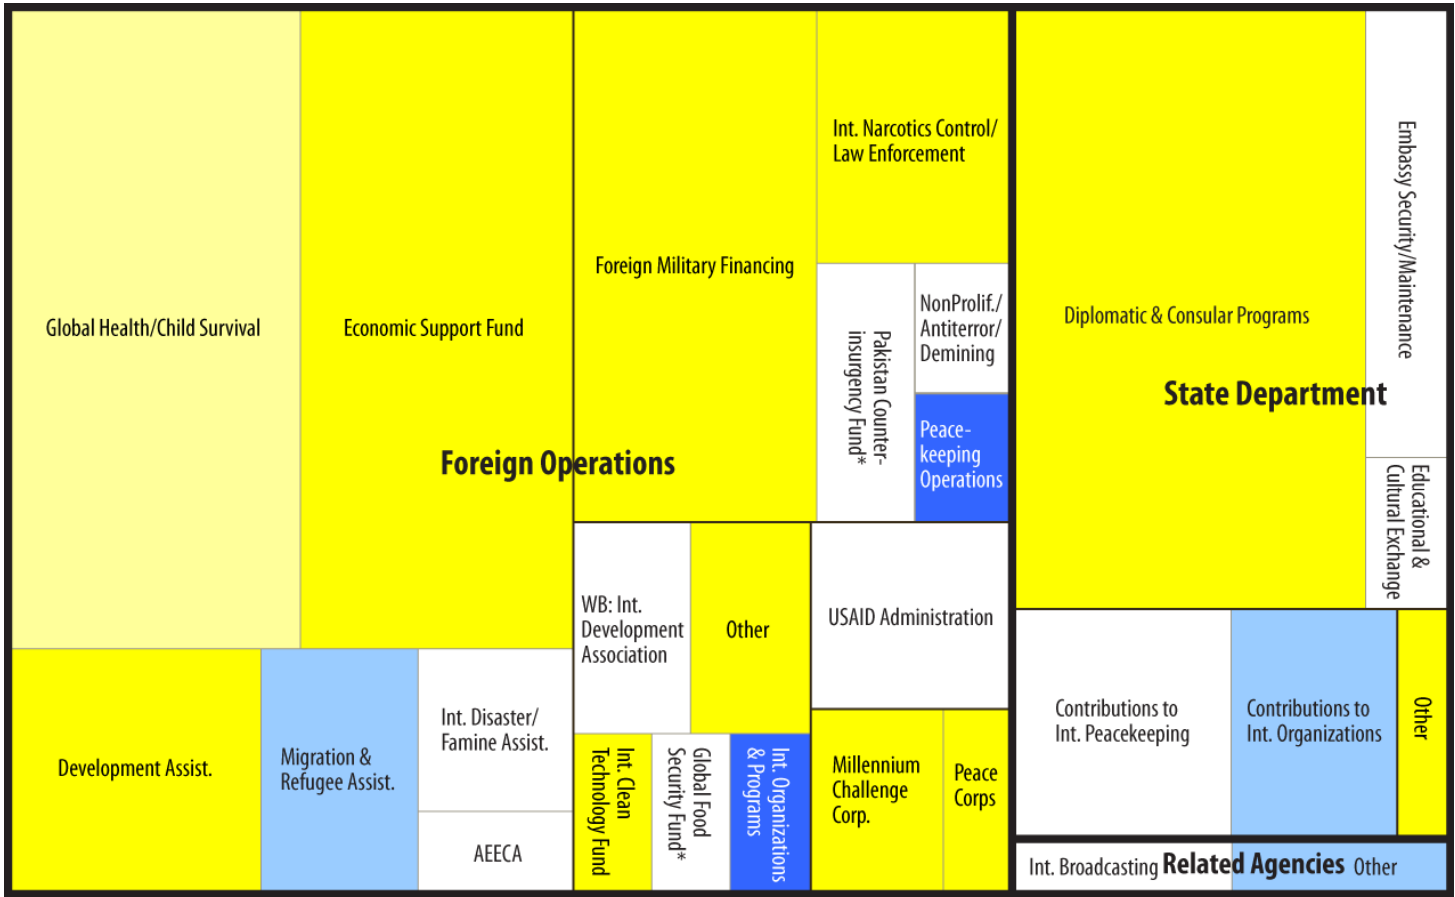 Global Health/Child Survival
Economic Support Fund
Foreign Military Financing
Int. Narcotics Control/
Law Enforcement
Pakistan Counter-
insurgency Fund*
NonProlif./
Antiterror/
Demining
Peace-
keeping
Operations
Foreign Operations
Development Assist.
Migration &
Refugee Assist.
Int. Disaster/
Famine Assist.
AEECA
WB: Int.
Development
Association
Other
USAID Administration
Int. Clean
Technology Fund
Global Food
Security Fund*
Int. Organizations
& Programs
Millennium
Challenge
Corp.
Peace
Corps
Diplomatic & Consular Programs
Embassy Security/Maintenance
State Department
Educational &
Cultural Exchange
Contributions to
Int. Peacekeeping
Contributions to
Int. Organizations
Other
Int. Broadcasting
Related Agencies
Other